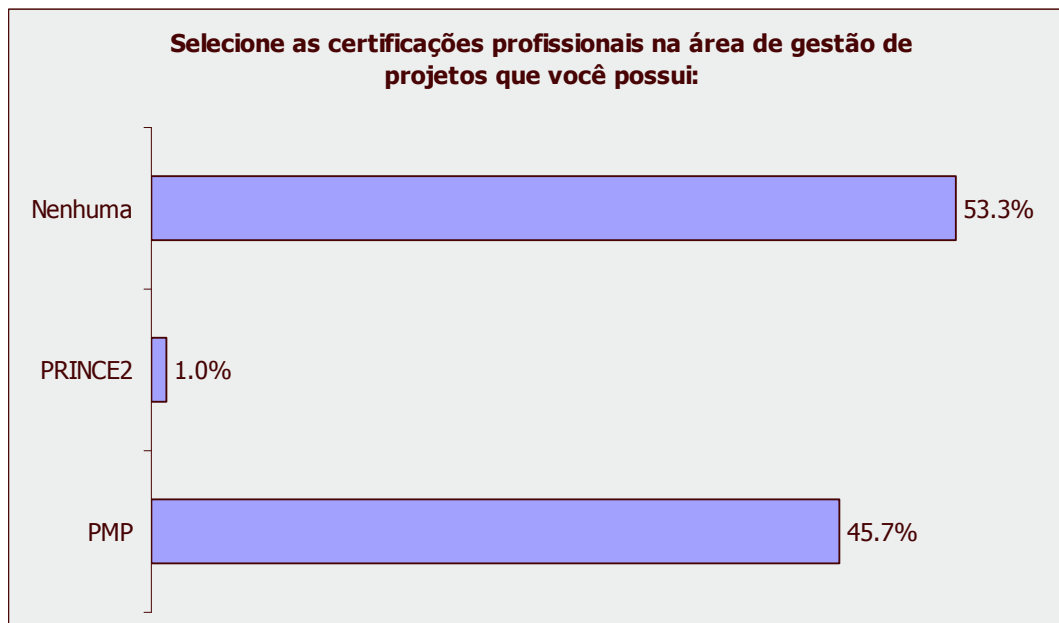 Selecione as certificações profissionais na área de gestão de
projetos que você possui:
Nenhuma
53.3%
PRINCE2
1.0%
PMP
45.7%